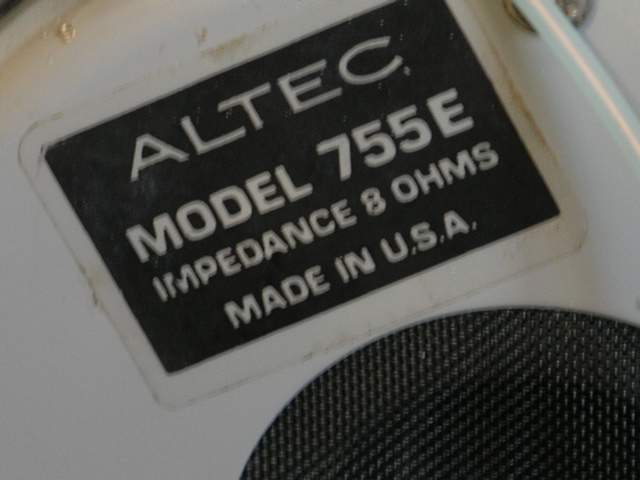 ALTEC
MODEL 755E
IMPEDANCE 8 OHMS
MADE IN U.S.A.